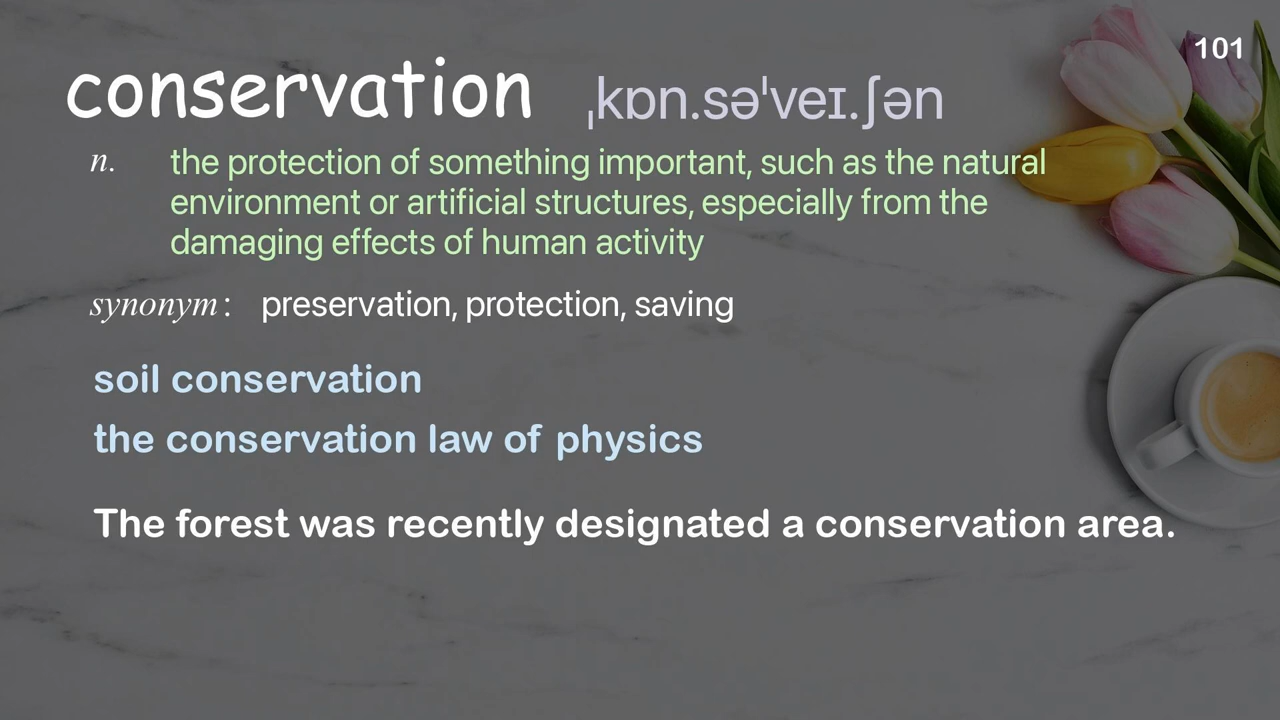 101
conservation ˌkɒn.səˈveɪ.ʃən
n. the protection of something important, such as the natural
environment or artificial structures, especially from the
damaging effects of human activity
synonym: preservation, protection, saving
soil conservation
the conservation law of physics
The forest was recently designated a conservation area.